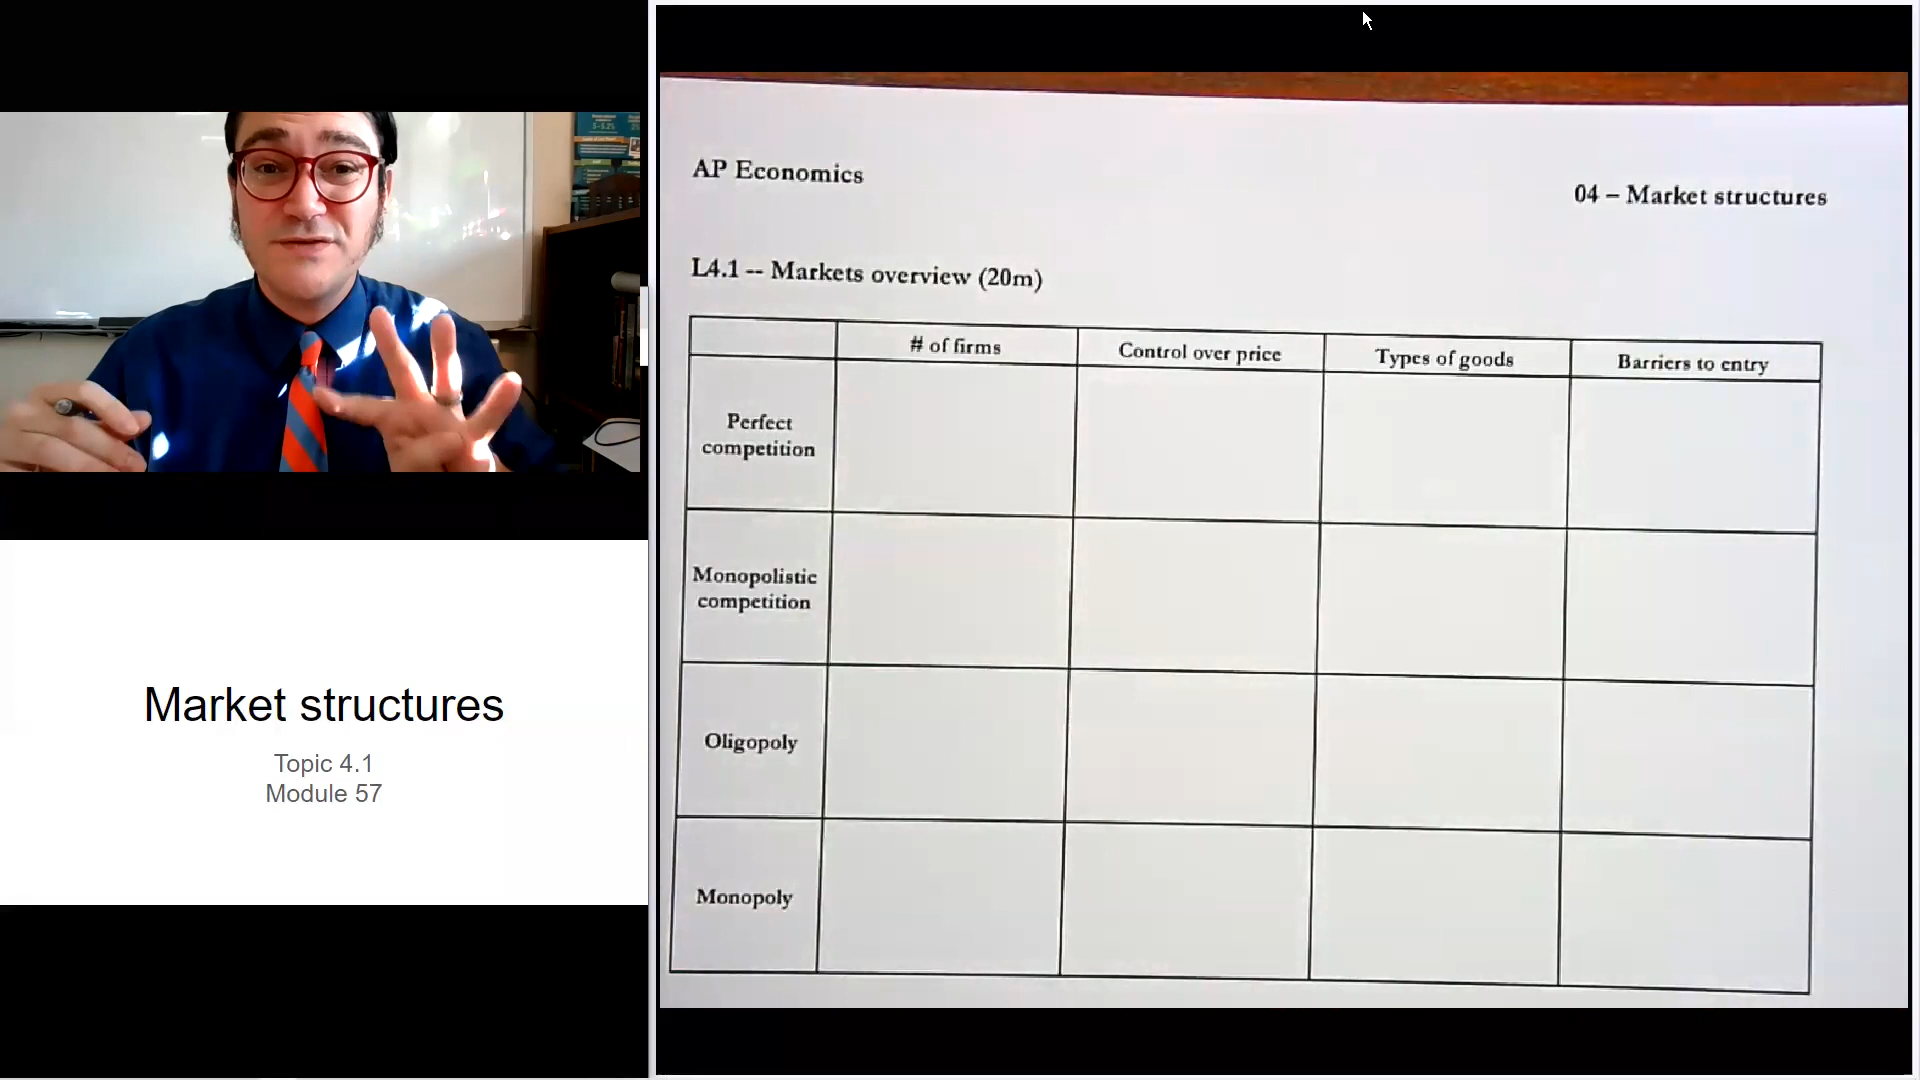 AP Economics
04 – Market structures
L4.1 -- Markets overview (20m)
# of firms
Control over price
Types of goods
Barriers to entry
Perfect
competition
Monopolistic
competition
Oligopoly
Monopoly
Market structures
Topic 4.1
Module 57